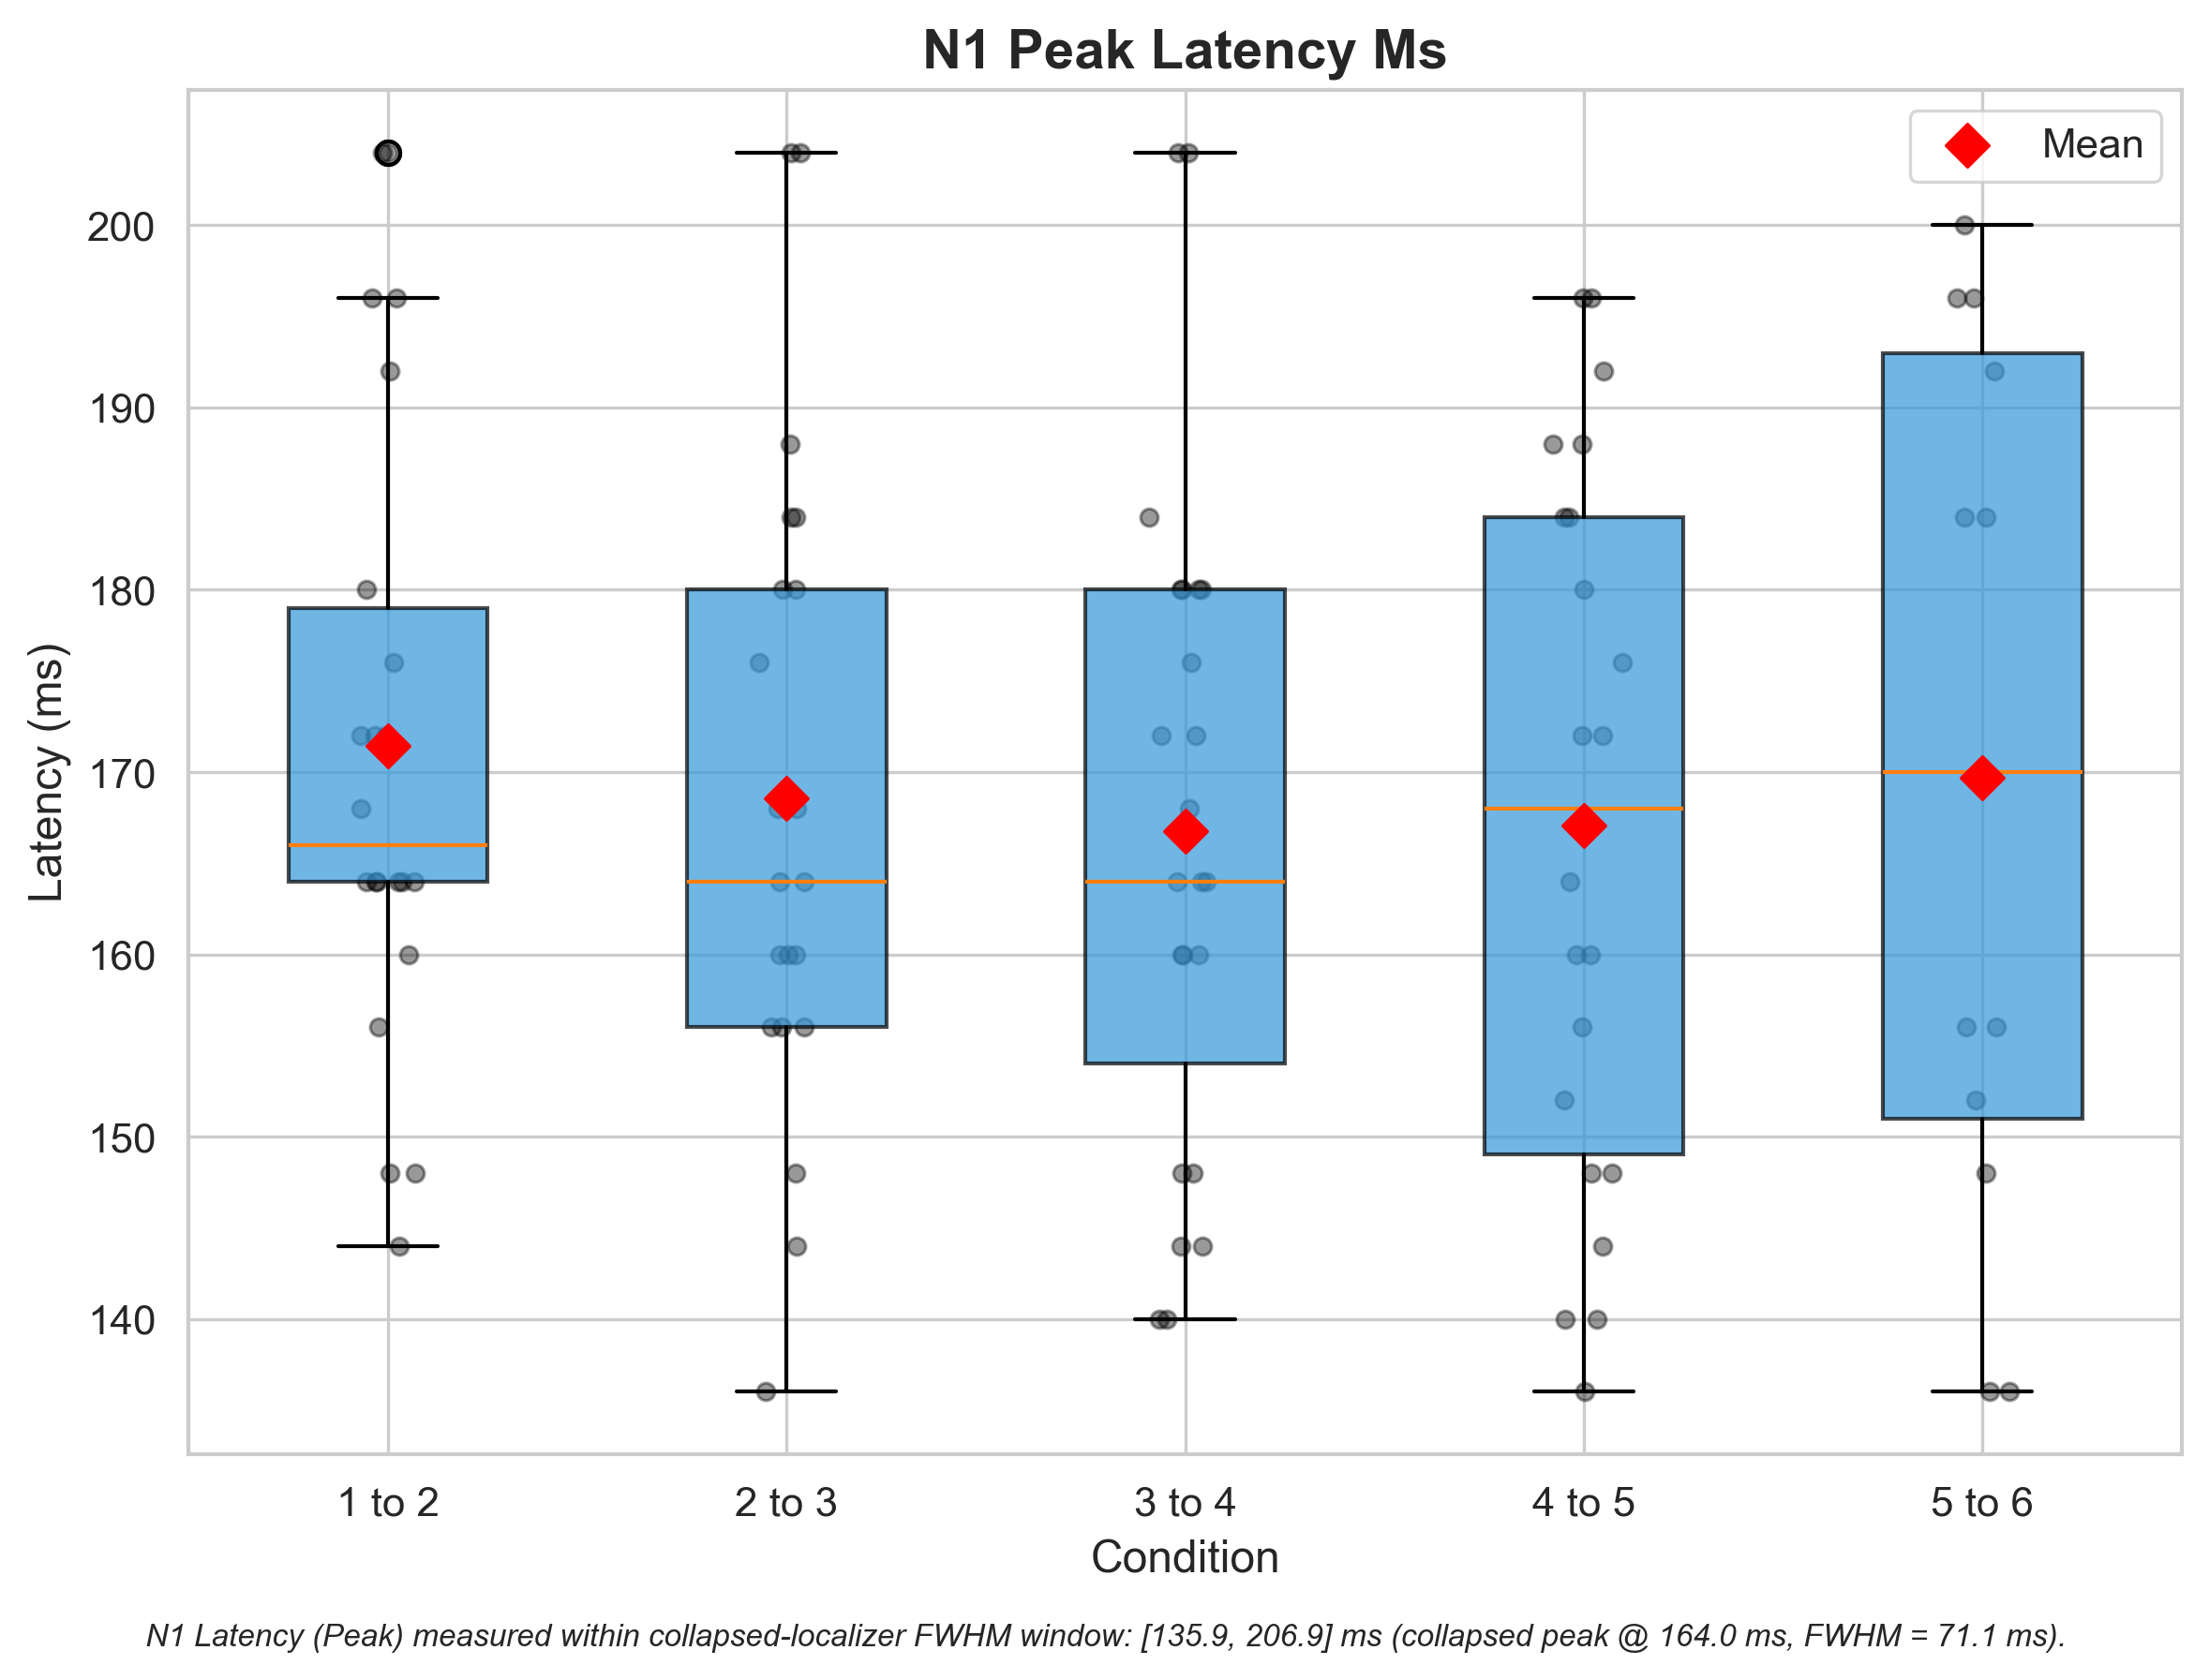 N1 Peak Latency Ms
Mean
Latency (ms)
200
190
180
170
160
150
140
1 to 2
2 to 3
3 to 4
4 to 5
5 to 6
Condition
N1 Latency (Peak) measured within collapsed-localizer FWHM window: [135.9, 206.9] ms (collapsed peak @ 164.0 ms, FWHM = 71.1 ms).